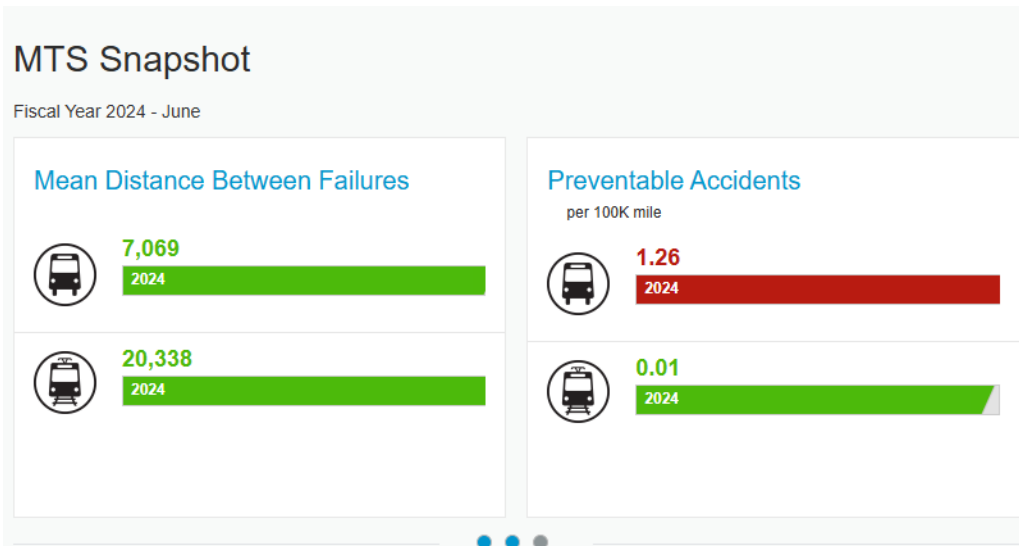 MTS Snapshot
Fiscal Year 2024 - June
Mean Distance Between Failures
7,069
2024
20,338
2024
Preventable Accidents
per 100K mile
1.26
2024
0.01
2024